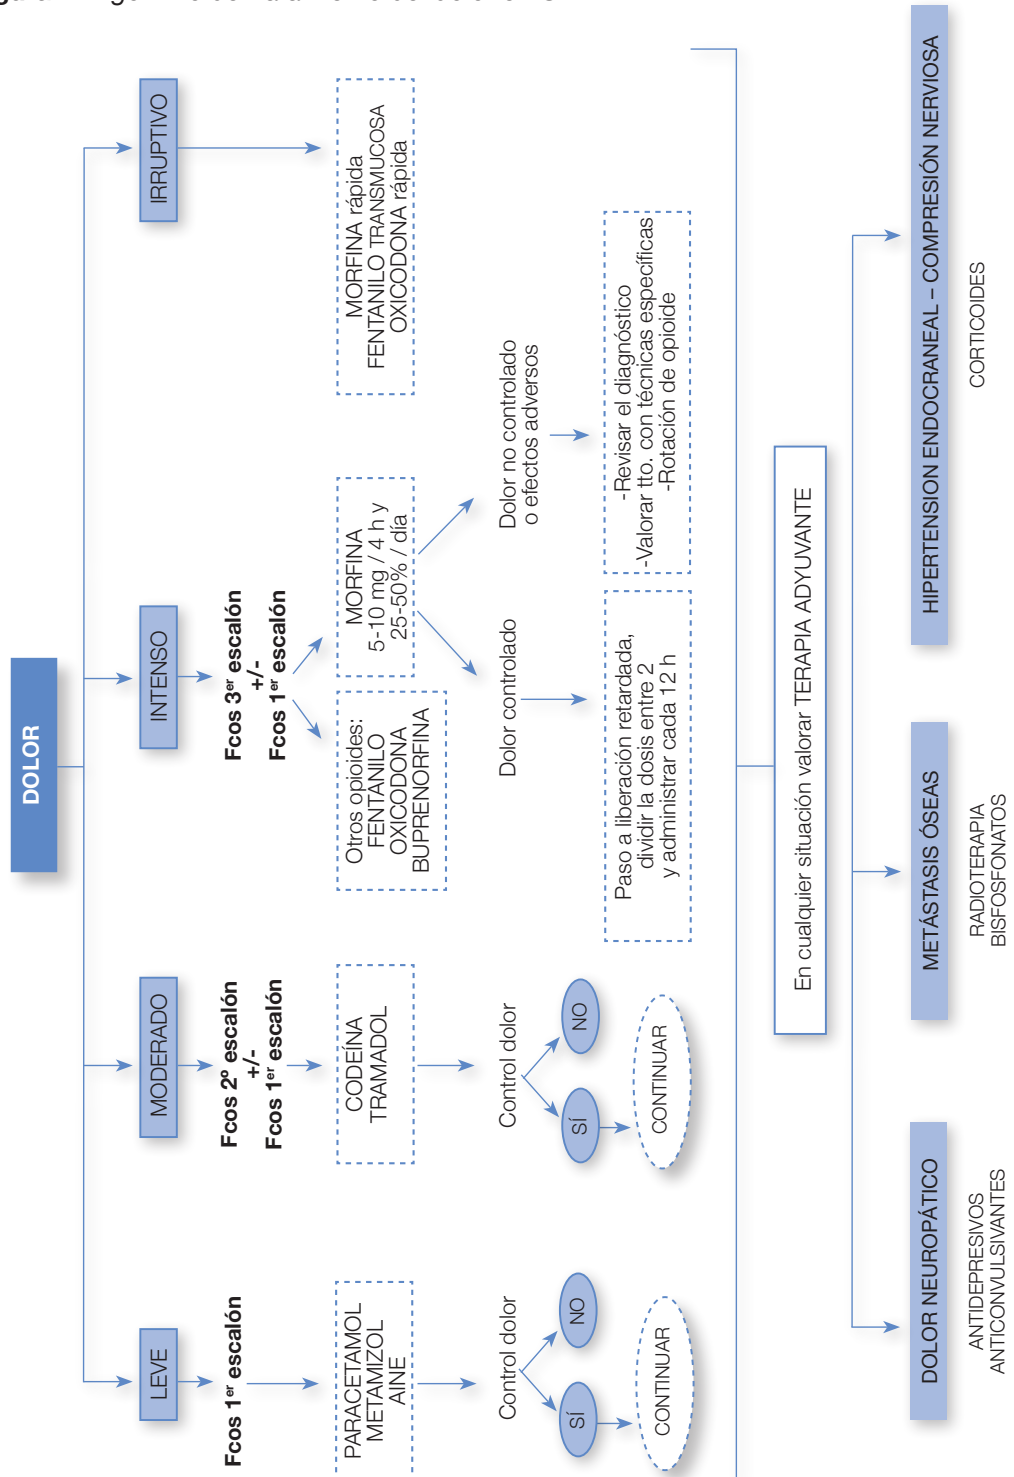 DOLOR
LEVE
Fcos 1er escalón
PARACETAMOL
METAMIZOL
AINE
Control dolor
SÍ
NO
CONTINUAR
MODERADO
Fcos 2º escalón
+/-
Fcos 1er escalón
CODEÍNA
TRAMADOL
Control dolor
SÍ
NO
CONTINUAR
INTENSO
Fcos 3er escalón
+/-
Fcos 1er escalón
Otros opioides:
FENTANILO
OXICODONA
BUPRENORFINA
MORFINA
5-10 mg / 4 h y
25-50% / día
Dolor controlado
Paso a liberación retardada,
dividir la dosis entre 2
y administrar cada 12 h
Dolor no controlado
o efectos adversos
-Revisar el diagnóstico
-Valorar tto. con técnicas específicas
-Rotación de opioide
IRRUPTIVO
MORFINA rápida
FENTANILO TRANSMUCOSA
OXICODONA rápida
En cualquier situación valorar TERAPIA ADYUVANTE
DOLOR NEUROPÁTICO
ANTIDEPRESIVOS
ANTICONVULSIVANTES
METÁSTASIS ÓSEAS
RADIOTERAPIA
BISFOSFONATOS
HIPERTENSION ENDOCRANEAL – COMPRESIÓN NERVIOSA
CORTICOIDES